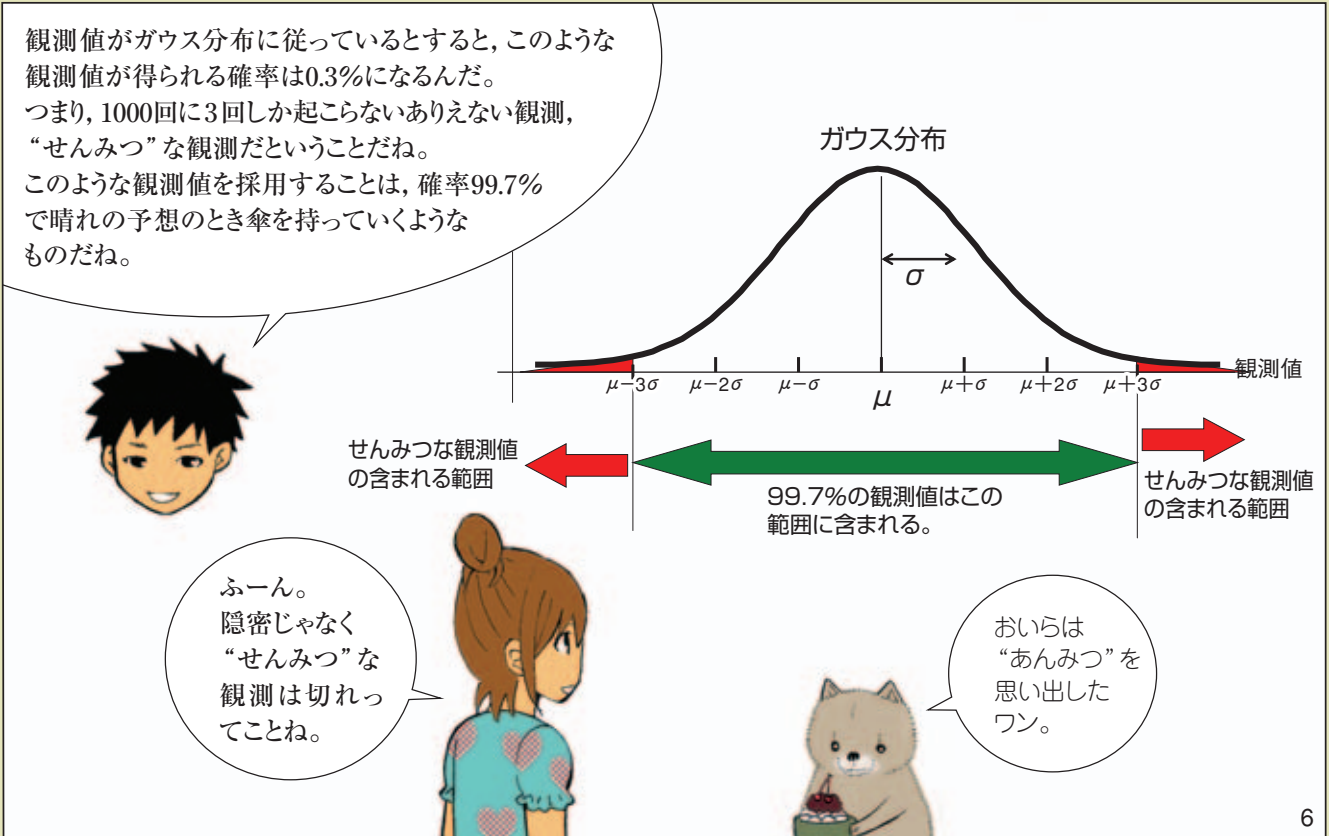 観測値がガウス分布に従っているとすると，このような
観測値が得られる確率は0.3％になるんだ。
つまり，1000回に3回しか起こらないありえない観測，
“せんみつ”な観測だということだね。
このような観測値を採用することは，確率99.7％
で晴れの予想のとき傘を持っていくような
ものだね。
ガウス分布
σ
μ−3σ
μ−2σ
μ−σ
μ
μ＋σ
μ＋2σ
μ＋3σ
観測値
せんみつな観測値
の含まれる範囲
99.7％の観測値はこの
範囲に含まれる。
せんみつな観測値
の含まれる範囲
ふーん。
隠密じゃなく
“せんみつ”な
観測は切れっ
てことね。
おいらは
“あんみつ”を
思い出した
ワン。
6